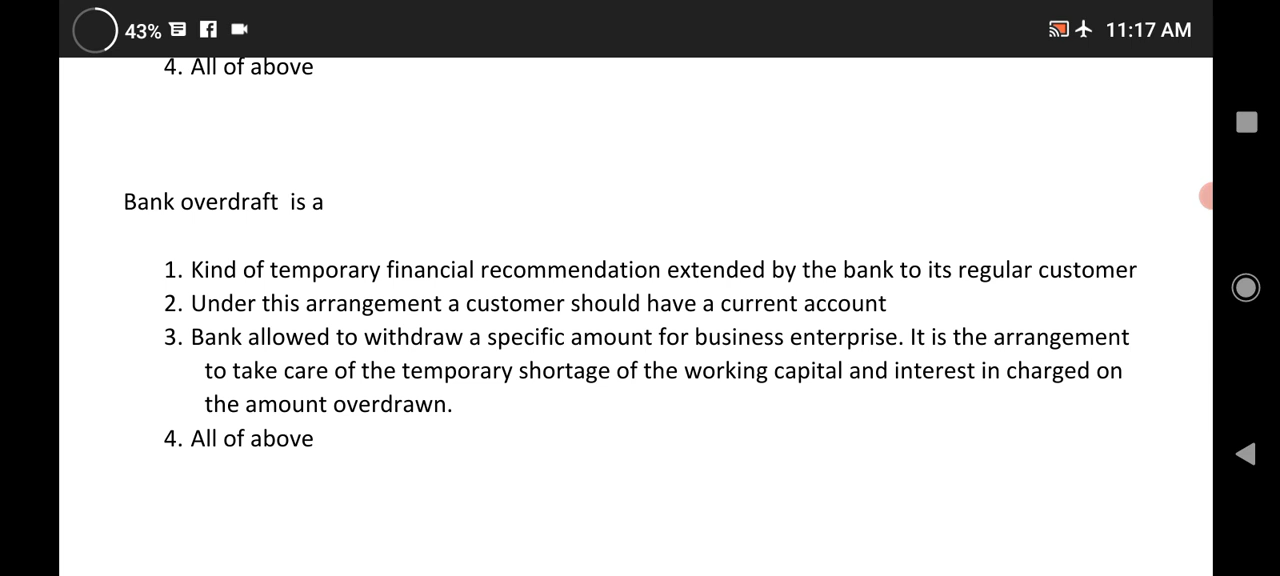 43% 11:17 AM
4. All of above
Bank overdraft is a
1. Kind of temporary financial recommendation extended by the bank to its regular customer
2. Under this arrangement a customer should have a current account
3. Bank allowed to withdraw a specific amount for business enterprise. It is the arrangement
to take care of the temporary shortage of the working capital and interest in charged on
the amount overdrawn.
4. All of above